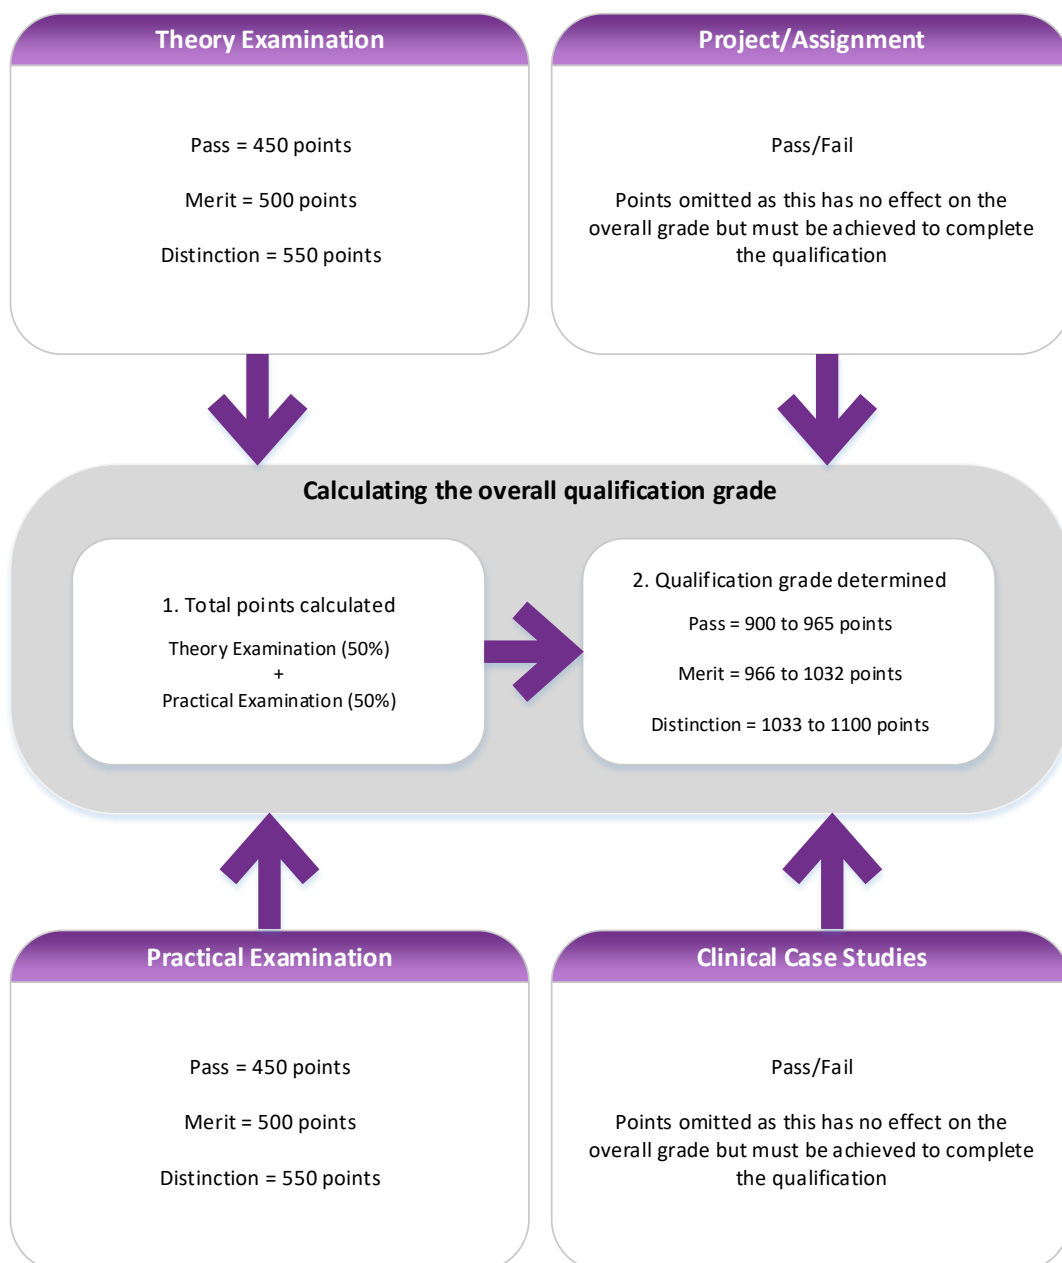 Theory Examination
Pass = 450 points
Merit = 500 points
Distinction = 550 points
Project/Assignment
Pass/Fail
Points omitted as this has no effect on the
overall grade but must be achieved to complete
the qualification
Calculating the overall qualification grade
1. Total points calculated
Theory Examination (50%)
+
Practical Examination (50%)
2. Qualification grade determined
Pass = 900 to 965 points
Merit = 966 to 1032 points
Distinction = 1033 to 1100 points
Practical Examination
Pass = 450 points
Merit = 500 points
Distinction = 550 points
Clinical Case Studies
Pass/Fail
Points omitted as this has no effect on the
overall grade but must be achieved to complete
the qualification